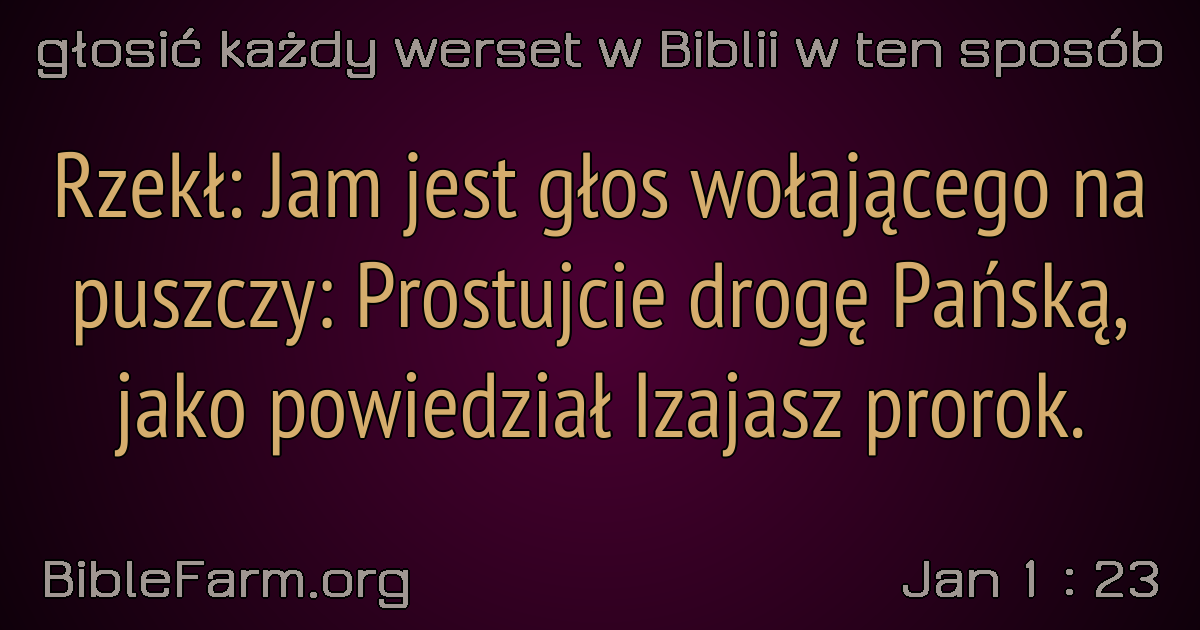 głosić każdy werset w Biblii w ten sposób
Rzekł: Jam jest głos wołającego na
puszczy: Prostujcie drogę Pańską,
jako powiedział Izajasz prorok.
BibleFarm.org
Jan 1 : 23